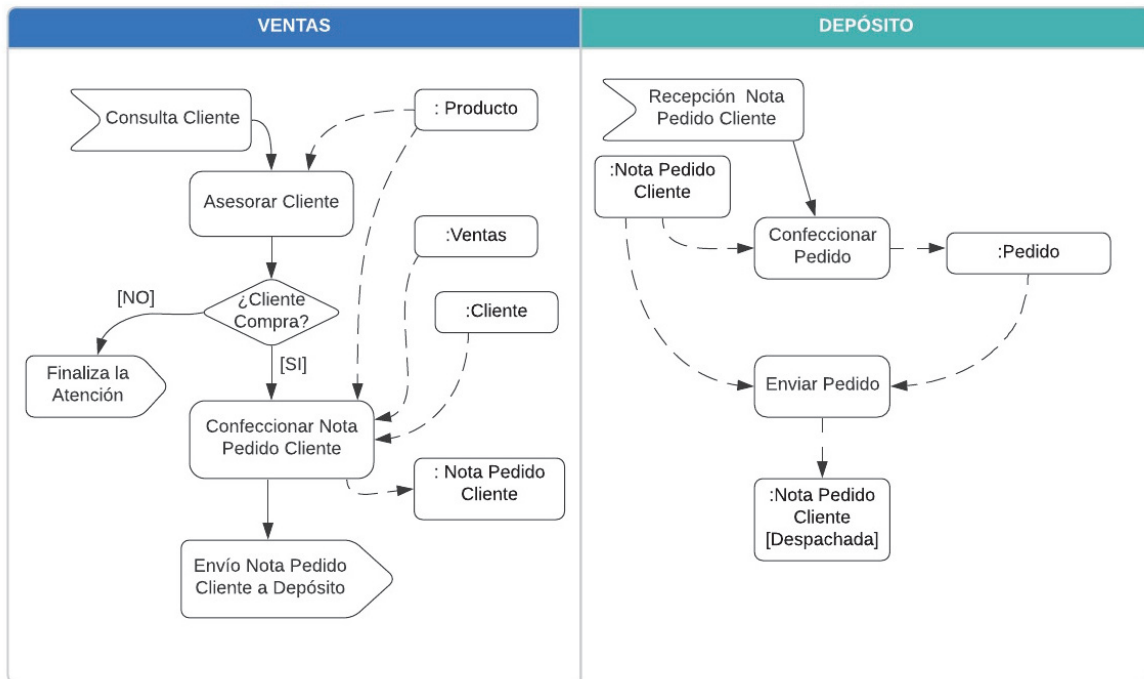 VENTAS
Consulta Cliente
: Producto
Asesorar Cliente
:Ventas
¿Cliente
Compra?
[NO]
[SI]
:Cliente
Finaliza la
Atención
Confeccionar Nota
Pedido Cliente
: Nota Pedido
Cliente
Envío Nota Pedido
Cliente a Depósito
DEPÓSITO
Recepción Nota
Pedido Cliente
:Nota Pedido
Cliente
Confeccionar
Pedido
:Pedido
Enviar Pedido
:Nota Pedido
Cliente
[Despachada]